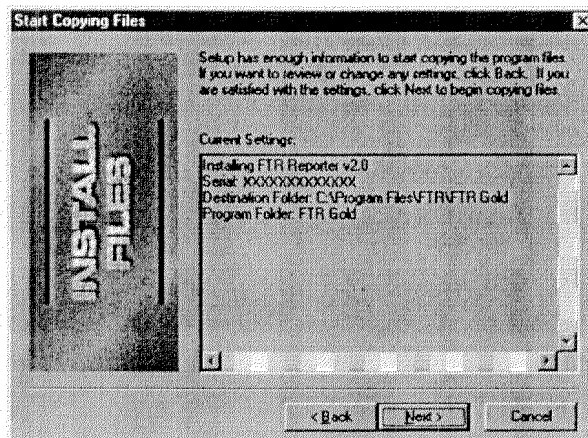 Start Copying Files
Setup has enough information to start copying the program files.
If you want to review or change any settings, click Back. If you
are satisfied with the settings, click Next to begin copying files.
INSTALL
FILES
Current Settings:
Installing FTR Reporter v2.0
Serial: XXXXXXXXXXXXX
Destination Folder: C:\Program Files\FTR\FTR Gold
Program Folder: FTR Gold
< Back
Next >
Cancel